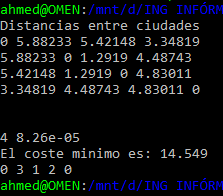 ahmed@OMEN:/mnt/d/ING INFORM
Distancias entre ciudades
0 5.88233 5.42148 3.34819
5.88233 0 1.2919 4.48743
5.42148 1.2919 0 4.83011
3.34819 4.48743 4.83011 0
4 8.26e-05
El coste minimo es: 14.549
0 3 1 2 0
ahmed@OMEN:/mnt/d/ING INFÓRM